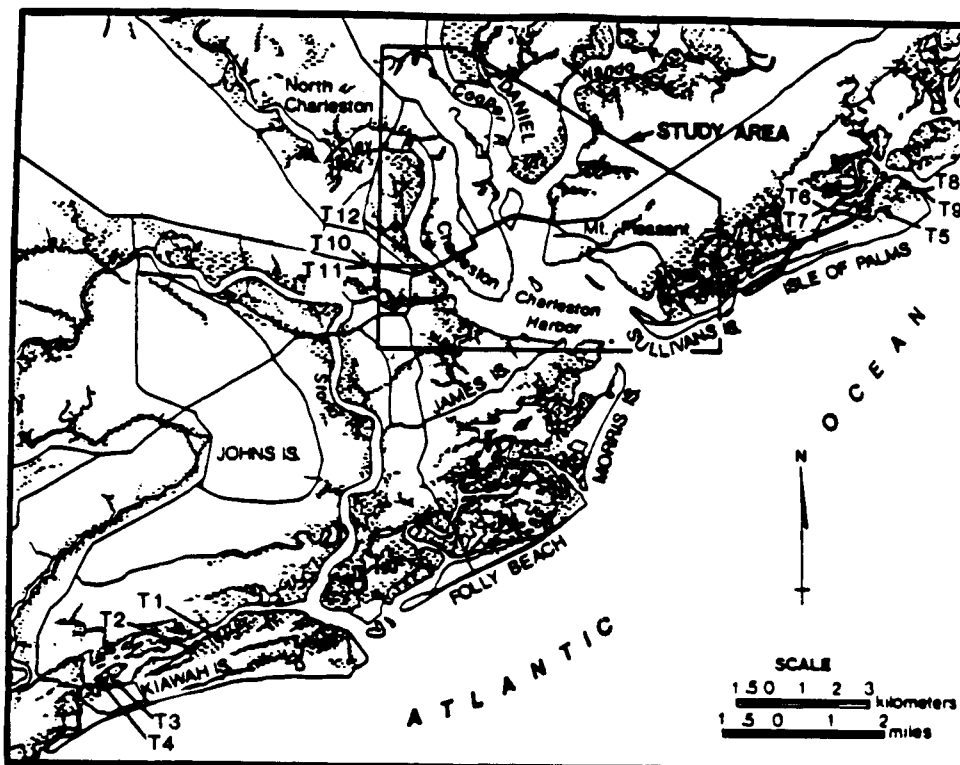 North
Charleston
Cooper R.
DANIEL
Wando
STUDY AREA
T12
T10
T11
Mt. Pleasant
Charleston
Charleston
Harbor
T6
T7
T8
T9
T5
ISLE OF PALMS
SULLIVANS IS.
Stono
JAMES IS.
MORRIS IS.
JOHNS IS.
FOLLY BEACH
T1
T2
KIAWAH IS.
T3
T4
ATLANTIC
OCEAN
N
SCALE
1 .5 0 1 2 3
kilometers
1 .5 0 1 2
miles